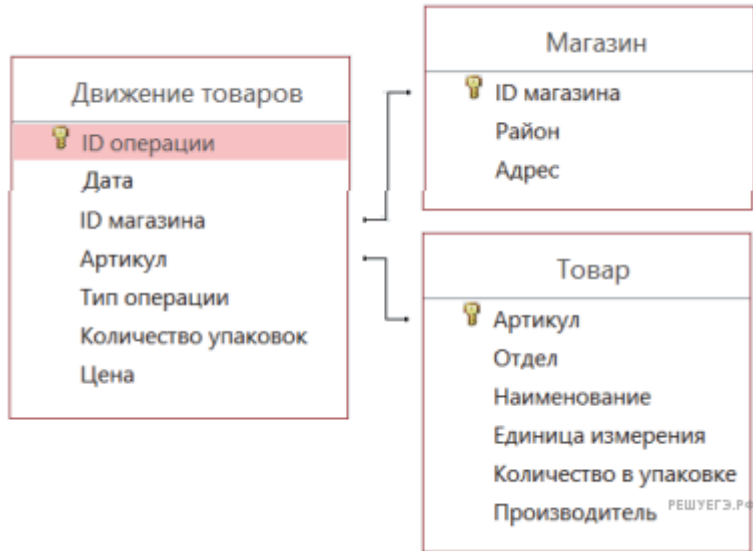 Движение товаров
ID операции
Дата
ID магазина
Артикул
Тип операции
Количество упаковок
Цена
Магазин
ID магазина
Район
Адрес
Товар
Артикул
Отдел
Наименование
Единица измерения
Количество в упаковке
Производитель
РЕШУЕГЭ.РФ